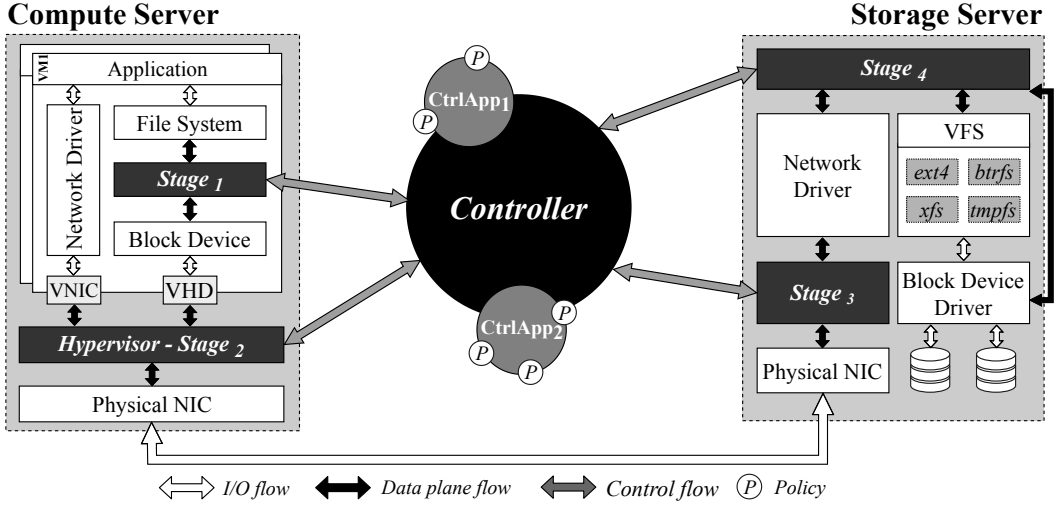 Compute Server
VM1
Application
Network Driver
File System
Stage 1
Block Device
VNIC
VHD
Hypervisor - Stage 2
Physical NIC
P
CtrlApp1
P
Controller
CtrlApp2
P
P
P
Storage Server
Stage 4
Network
Driver
VFS
ext4
btrfs
xfs
tmpfs
Stage 3
Block Device
Driver
Physical NIC
I/O flow
Data plane flow
Control flow
P
Policy